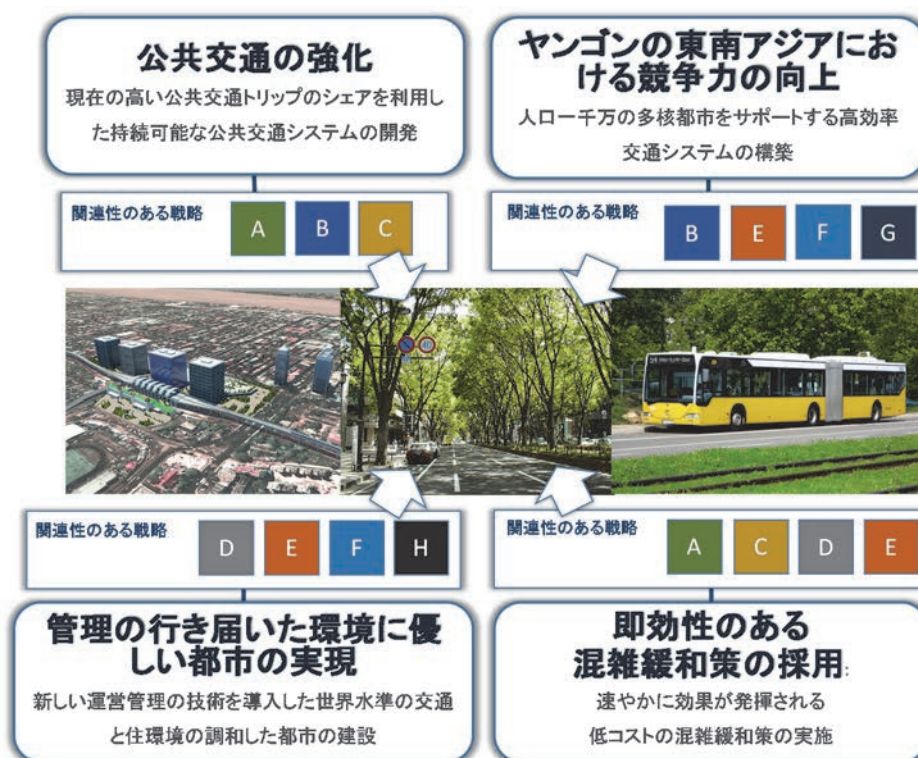 公共交通の強化
現在の高い公共交通トリップのシェアを利用し
た持続可能な公共交通システムの開発
関連性のある戦略
A B C
ヤンゴンの東南アジアにお
ける競争力の向上
人口一千万の多核都市をサポートする高効率
交通システムの構築
関連性のある戦略
B E F G
関連性のある戦略
D E F H
管理の行き届いた環境に優
しい都市の実現
新しい運営管理の技術を導入した世界水準の交通
と住環境の調和した都市の建設
関連性のある戦略
A C D E
即効性のある
混雑緩和策の採用:
速やかに効果が発揮される
低コストの混雑緩和策の実施